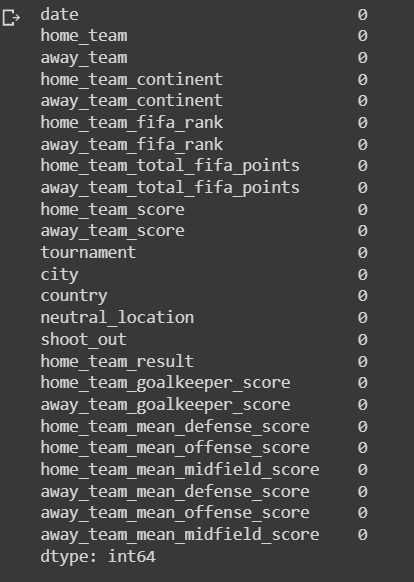 date 0
home_team 0
away_team 0
home_team_continent 0
away_team_continent 0
home_team_fifa_rank 0
away_team_fifa_rank 0
home_team_total_fifa_points 0
away_team_total_fifa_points 0
home_team_score 0
away_team_score 0
tournament 0
city 0
country 0
neutral_location 0
shoot_out 0
home_team_result 0
home_team_goalkeeper_score 0
away_team_goalkeeper_score 0
home_team_mean_defense_score 0
home_team_mean_offense_score 0
home_team_mean_midfield_score 0
away_team_mean_defense_score 0
away_team_mean_offense_score 0
away_team_mean_midfield_score 0
dtype: int64